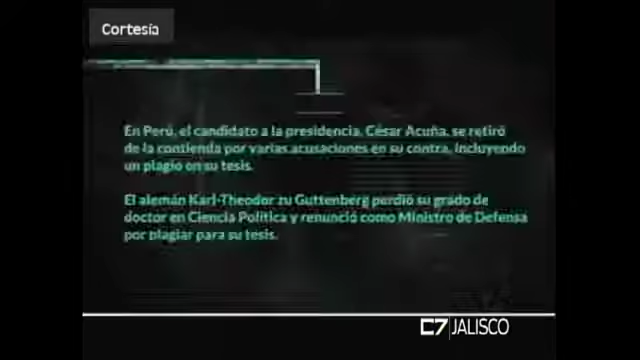 Cortesía
En Perú, el candidato a la presidencia, César Acuña, se retiró
de la contienda por varias acusaciones en su contra, incluyendo
un plagio en su tesis.
El alemán Karl-Theodor zu Guttenberg perdió su grado de
doctor en Ciencia Política y renunció como Ministro de Defensa
por plagiar para su tesis.
C7 JALISCO